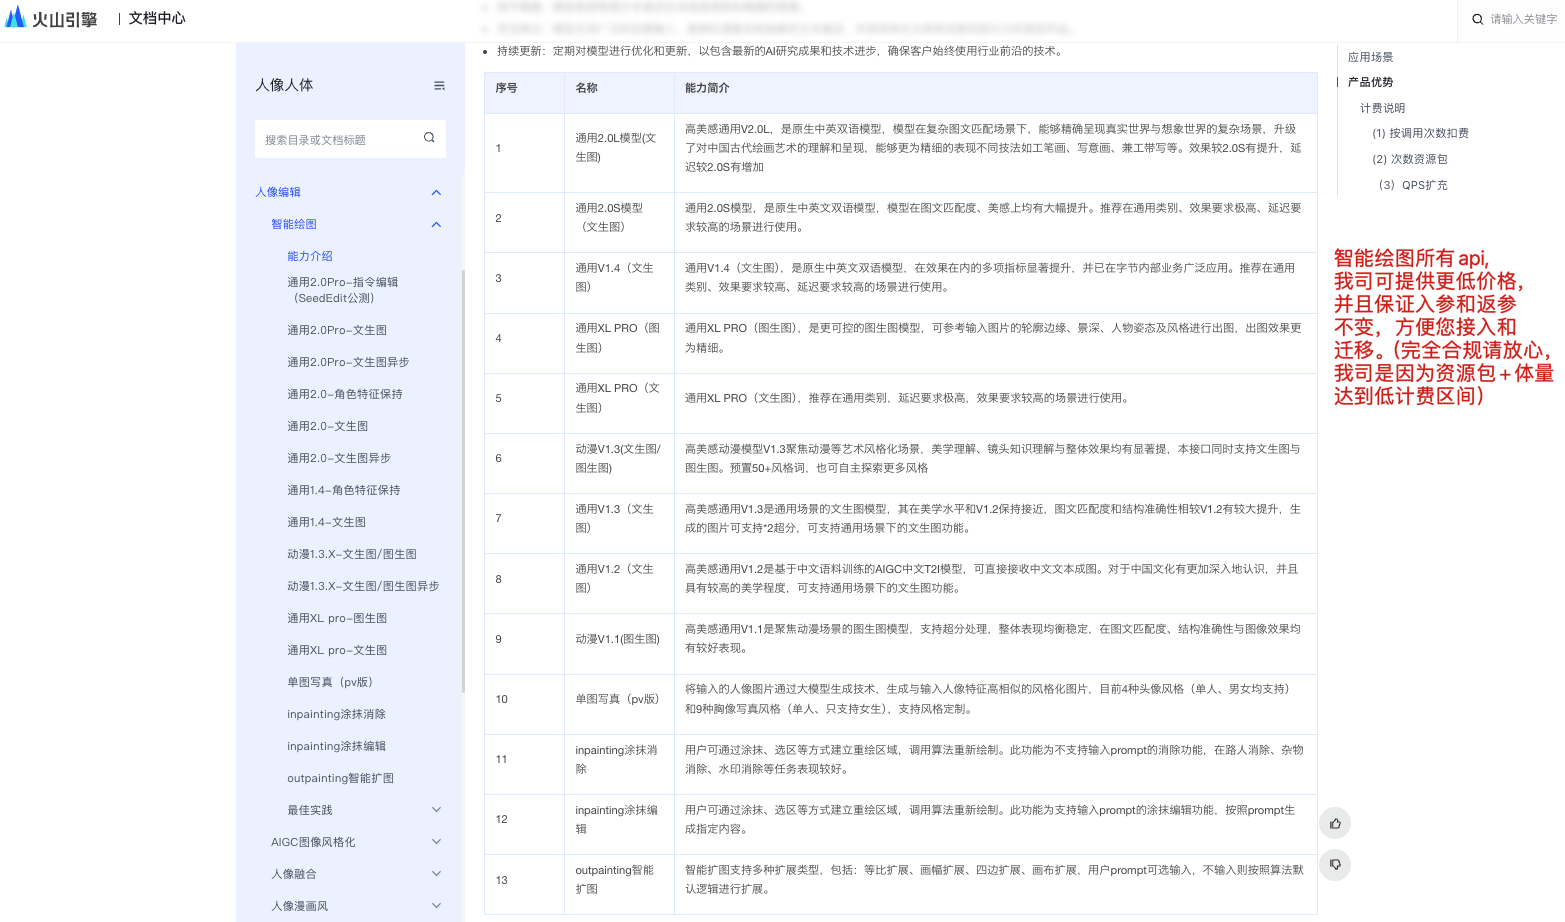 火山引擎 | 文档中心
请输入关键字
人像人体
搜索目录或文档标题
人像编辑
智能绘图
能力介绍
通用2.0Pro-指令编辑
（SeedEdit公测）
通用2.0Pro-文生图
通用2.0Pro-文生图异步
通用2.0-角色特征保持
通用2.0-文生图
通用2.0-文生图异步
通用1.4-角色特征保持
通用1.4-文生图
动漫1.3.X-文生图/图生图
动漫1.3.X-文生图/图生图异步
通用XL pro-图生图
通用XL pro-文生图
单图写真（pv版）
inpainting涂抹消除
inpainting涂抹编辑
outpainting智能扩图
最佳实践
AIGC图像风格化
人像融合
人像漫画风
持续更新：定期对模型进行优化和更新，以包含最新的AI研究成果和技术进步，确保客户始终使用行业前沿的技术。
序号 名称 能力简介
1
通用2.0L模型(文
生图)
高美感通用V2.0L，是原生中英双语模型，模型在复杂图文匹配场景下，能够精确呈现真实世界与想象世界的复杂场景，升级
了对中国古代绘画艺术的理解和呈现，能够更为精细的表现不同技法如工笔画、写意画、兼工带写等。效果较2.0S有提升，延
迟较2.0S有增加
2
通用2.0S模型
（文生图）
通用2.0S模型，是原生中英文双语模型，模型在图文匹配度、美感上均有大幅提升。推荐在通用类别、效果要求极高、延迟要
求较高的场景进行使用。
3
通用V1.4（文生
图）
通用V1.4（文生图），是原生中英文双语模型，在效果在内的多项指标显著提升，并已在字节内部业务广泛应用。推荐在通用
类别、效果要求较高、延迟要求较高的场景进行使用。
4
通用XL PRO（图
生图）
通用XL PRO（图生图），是更可控的图生图模型，可参考输入图片的轮廓边缘、景深、人物姿态及风格进行出图，出图效果更
为精细。
5
通用XL PRO（文
生图）
通用XL PRO（文生图），推荐在通用类别，延迟要求极高，效果要求较高的场景进行使用。
6
动漫V1.3(文生图/
图生图)
高美感动漫模型V1.3聚焦动漫等艺术风格化场景，美学理解、镜头知识理解与整体效果均有显著提，本接口同时支持文生图与
图生图。预置50+风格词，也可自主探索更多风格
7
通用V1.3（文生
图）
高美感通用V1.3是通用场景的文生图模型，其在美学水平和V1.2保持接近，图文匹配度和结构准确性相较V1.2有较大提升，生
成的图片可支持*2超分，可支持通用场景下的文生图功能。
8
通用V1.2（文生
图）
高美感通用V1.2是基于中文语料训练的AIGC中文T2I模型，可直接接收中文文本成图。对于中国文化有更加深入地认识，并且
具有较高的美学程度，可支持通用场景下的文生图功能。
9
动漫V1.1(图生图)
高美感通用V1.1是聚焦动漫场景的图生图模型，支持超分处理，整体表现均衡稳定，在图文匹配度、结构准确性与图像效果均
有较好表现。
10
单图写真（pv版）
将输入的人像图片通过大模型生成技术，生成与输入人像特征高相似的风格化图片，目前4种头像风格（单人、男女均支持）
和9种胸像写真风格（单人、只支持女生），支持风格定制。
11
inpainting涂抹消
除
用户可通过涂抹、选区等方式建立重绘区域，调用算法重新绘制。此功能为不支持输入prompt的消除功能，在路人消除、杂物
消除、水印消除等任务表现较好。
12
inpainting涂抹编
辑
用户可通过涂抹、选区等方式建立重绘区域，调用算法重新绘制。此功能为支持输入prompt的涂抹编辑功能，按照prompt生
成指定内容。
13
outpainting智能
扩图
智能扩图支持多种扩展类型，包括：等比扩展、画幅扩展、四边扩展、画布扩展，用户prompt可选输入，不输入则按照算法默
认逻辑进行扩展。
应用场景
产品优势
计费说明
(1) 按调用次数扣费
(2) 次数资源包
（3）QPS扩充
智能绘图所有api,
我司可提供更低价格，
并且保证入参和返参
不变，方便您接入和
迁移。（完全合规请放心，
我司是因为资源包+体量
达到低计费区间）